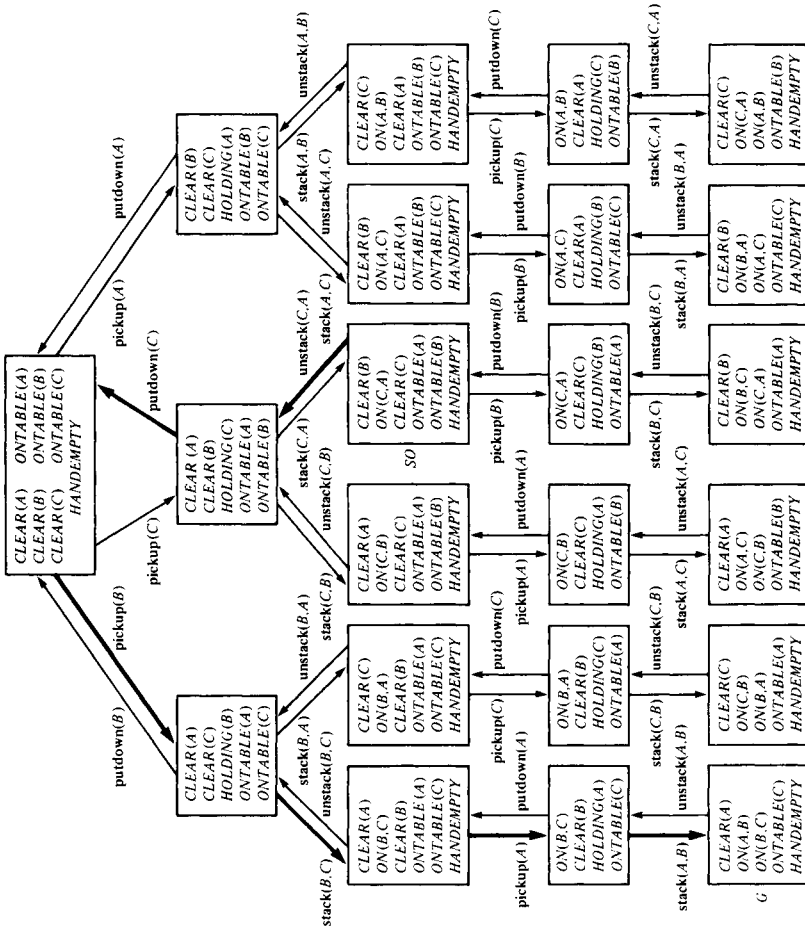 CLEAR(A) ONTABLE(A)
CLEAR(B) ONTABLE(B)
CLEAR(C) ONTABLE(C)
HANDEMPTY
putdown(B)
pickup(B)
pickup(C)
putdown(C)
pickup(A)
putdown(A)
CLEAR(A)
CLEAR(C)
HOLDING(B)
ONTABLE(A)
ONTABLE(C)
CLEAR(A)
CLEAR(B)
HOLDING(C)
ONTABLE(A)
ONTABLE(B)
CLEAR(B)
CLEAR(C)
HOLDING(A)
ONTABLE(B)
ONTABLE(C)
stack(B,C)
unstack(B,C)
stack(B,A)
unstack(B,A)
stack(C,B)
unstack(C,B)
stack(C,A)
unstack(C,A)
stack(A,C)
unstack(A,C)
stack(A,B)
unstack(A,B)
CLEAR(A)
ON(B,C)
CLEAR(B)
ONTABLE(A)
ONTABLE(C)
HANDEMPTY
CLEAR(C)
ON(B,A)
CLEAR(B)
ONTABLE(A)
ONTABLE(C)
HANDEMPTY
CLEAR(A)
ON(C,B)
CLEAR(C)
ONTABLE(A)
ONTABLE(B)
HANDEMPTY
SO
CLEAR(B)
ON(C,A)
CLEAR(C)
ONTABLE(A)
ONTABLE(B)
HANDEMPTY
CLEAR(B)
ON(A,C)
CLEAR(A)
ONTABLE(B)
ONTABLE(C)
HANDEMPTY
CLEAR(C)
ON(A,B)
CLEAR(A)
ONTABLE(B)
ONTABLE(C)
HANDEMPTY
pickup(A)
putdown(A)
pickup(C)
putdown(C)
pickup(A)
putdown(A)
pickup(B)
putdown(B)
pickup(B)
putdown(B)
pickup(C)
putdown(C)
ON(B,C)
CLEAR(B)
HOLDING(A)
ONTABLE(C)
ON(B,A)
CLEAR(B)
HOLDING(C)
ONTABLE(A)
ON(C,B)
CLEAR(C)
HOLDING(A)
ONTABLE(B)
ON(C,A)
CLEAR(C)
HOLDING(B)
ONTABLE(A)
ON(A,C)
CLEAR(A)
HOLDING(B)
ONTABLE(C)
ON(A,B)
CLEAR(A)
HOLDING(C)
ONTABLE(B)
stack(A,B)
unstack(A,B)
stack(C,B)
unstack(C,B)
stack(A,C)
unstack(A,C)
stack(B,C)
unstack(B,C)
stack(B,A)
unstack(B,A)
stack(C,A)
unstack(C,A)
G
CLEAR(A)
ON(A,B)
ON(B,C)
ONTABLE(C)
HANDEMPTY
CLEAR(C)
ON(C,B)
ON(B,A)
ONTABLE(A)
HANDEMPTY
CLEAR(A)
ON(A,C)
ON(C,B)
ONTABLE(B)
HANDEMPTY
CLEAR(B)
ON(B,C)
ON(C,A)
ONTABLE(A)
HANDEMPTY
CLEAR(B)
ON(B,A)
ON(A,C)
ONTABLE(C)
HANDEMPTY
CLEAR(C)
ON(C,A)
ON(A,B)
ONTABLE(B)
HANDEMPTY